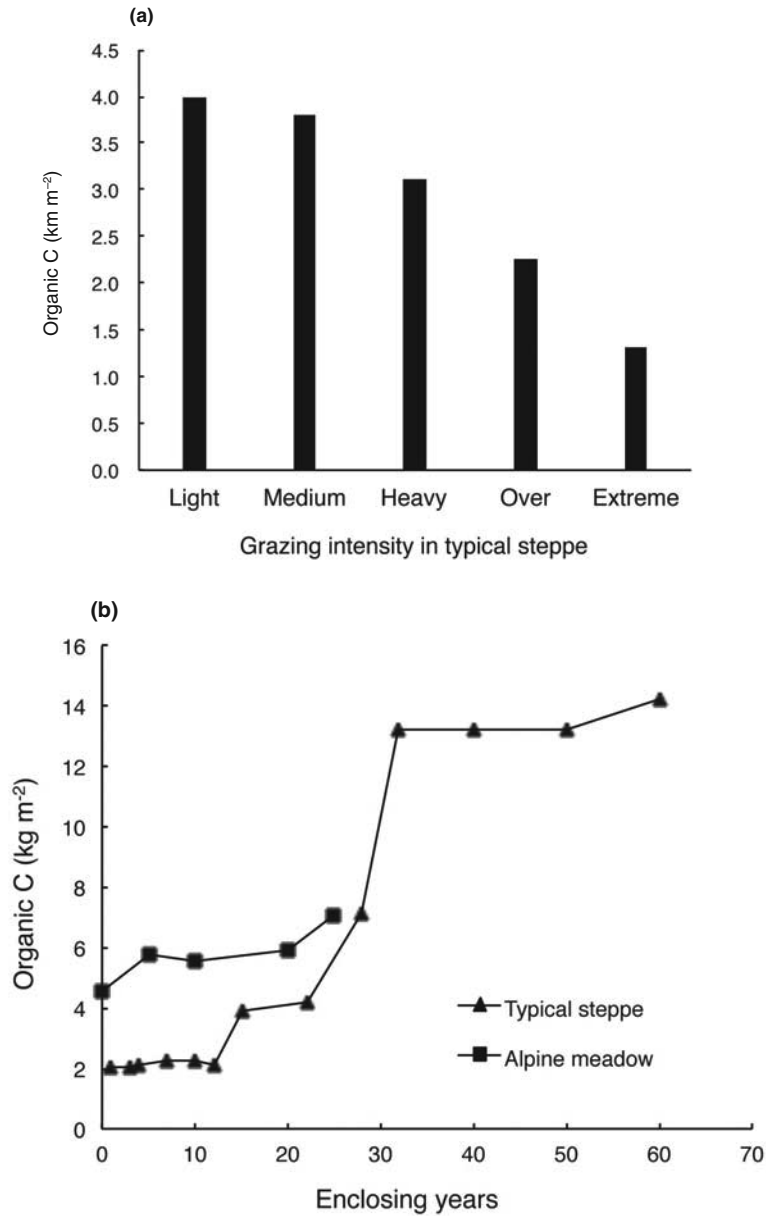 (a)
Organic C (km m⁻²)
4.5
4.0
3.5
3.0
2.5
2.0
1.5
1.0
0.5
0.0
Light Medium Heavy Over Extreme
Grazing intensity in typical steppe
(b)
Organic C (kg m⁻²)
16
14
12
10
8
6
4
2
0
Typical steppe
Alpine meadow
0 10 20 30 40 50 60 70
Enclosing years